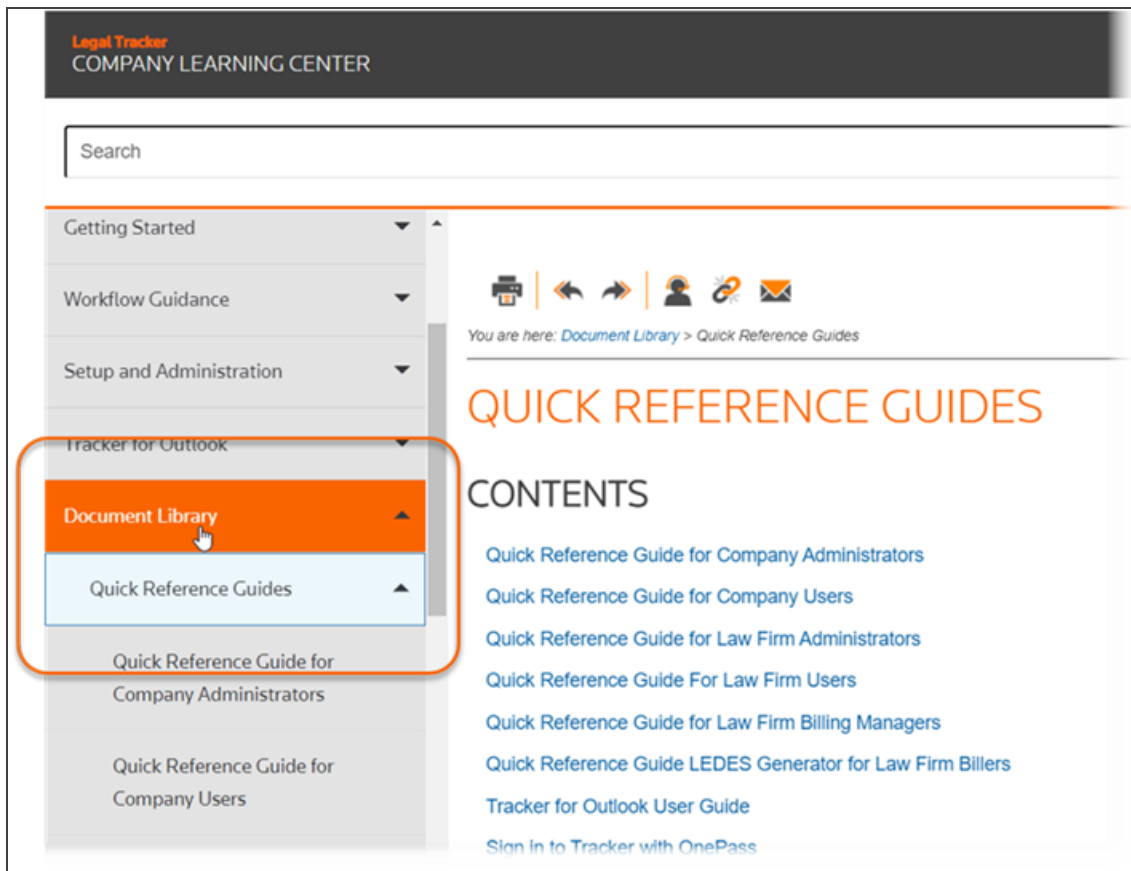 Legal Tracker
COMPANY LEARNING CENTER
Search
Getting Started
Workflow Guidance
Setup and Administration
Tracker for Outlook
Document Library
Quick Reference Guides
Quick Reference Guide for
Company Administrators
Quick Reference Guide for
Company Users
You are here: Document Library > Quick Reference Guides
QUICK REFERENCE GUIDES
CONTENTS
Quick Reference Guide for Company Administrators
Quick Reference Guide for Company Users
Quick Reference Guide for Law Firm Administrators
Quick Reference Guide For Law Firm Users
Quick Reference Guide for Law Firm Billing Managers
Quick Reference Guide LEDES Generator for Law Firm Billers
Tracker for Outlook User Guide
Sign in to Tracker with OnePass